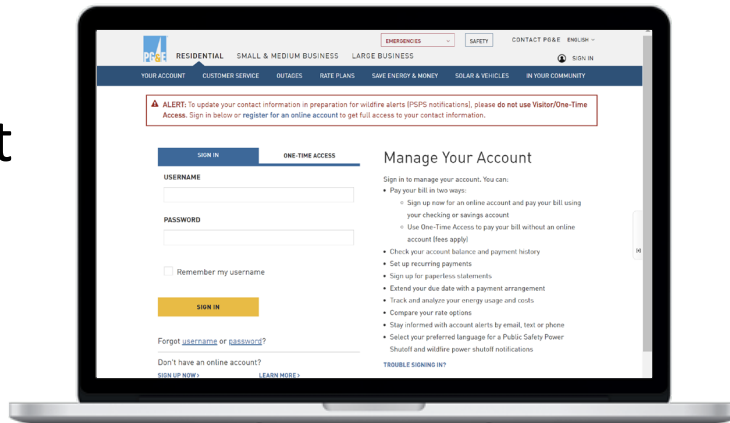 EMERGENCIES
SAFETY
CONTACT PG&E
ENGLISH
PG&E
RESIDENTIAL
SMALL & MEDIUM BUSINESS
LARGE BUSINESS
SIGN IN
YOUR ACCOUNT
CUSTOMER SERVICE
OUTAGES
RATE PLANS
SAVE ENERGY & MONEY
SOLAR & VEHICLES
IN YOUR COMMUNITY
ALERT: To update your contact information in preparation for wildfire alerts (PSPS notifications), please do not use Visitor/One-Time
Access. Sign in below or register for an online account to get full access to your contact information.
t
SIGN IN
ONE-TIME ACCESS
USERNAME
PASSWORD
Remember my username
SIGN IN
Forgot username or password?
Don't have an online account?
SIGN UP NOW>
LEARN MORE>
Manage Your Account
Sign in to manage your account. You can:
• Pay your bill in two ways:
○ Sign up now for an online account and pay your bill using
your checking or savings account
○ Use One-Time Access to pay your bill without an online
account (fees apply)
• Check your account balance and payment history
• Set up recurring payments
• Sign up for paperless statements
• Extend your due date with a payment arrangement
• Track and analyze your energy usage and costs
• Compare your rate options
• Stay informed with account alerts by email, text or phone
• Select your preferred language for a Public Safety Power
Shutoff and wildfire power shutoff notifications
TROUBLE SIGNING IN?